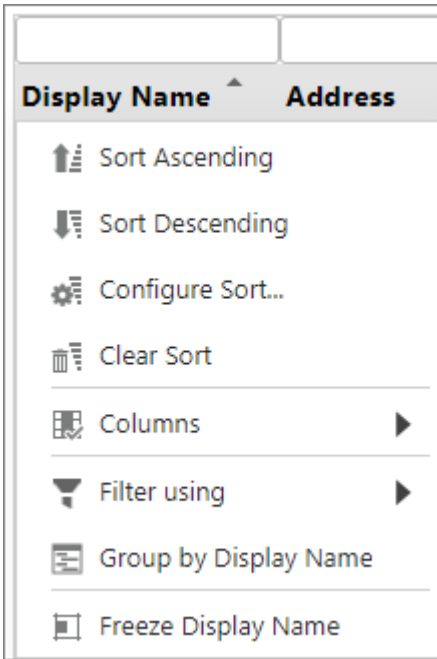 Display Name Address
Sort Ascending
Sort Descending
Configure Sort...
Clear Sort
Columns
Filter using
Group by Display Name
Freeze Display Name